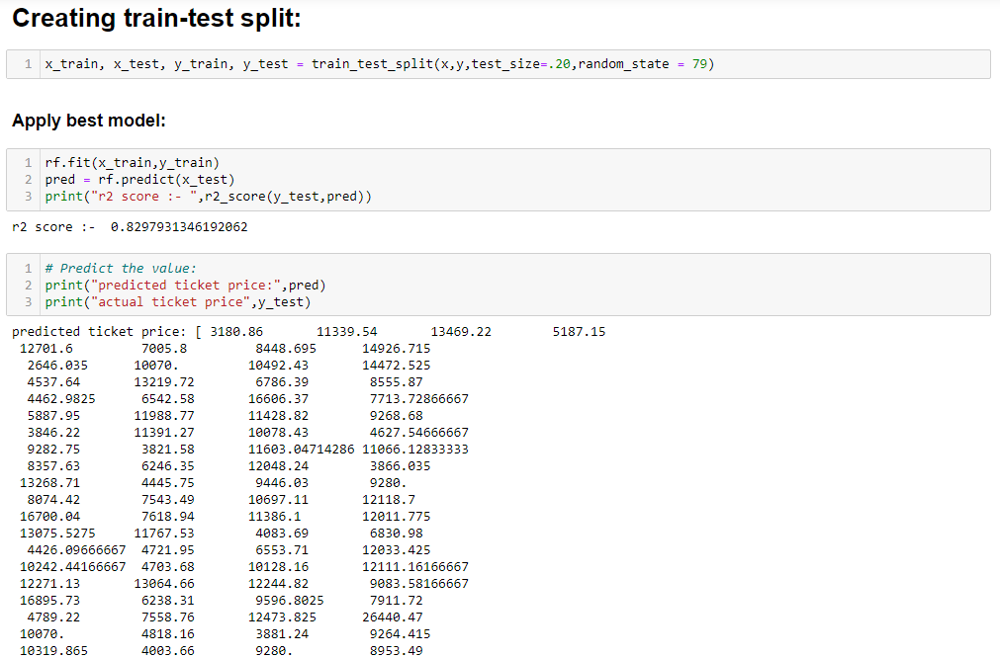 Creating train-test split:
1 x_train, x_test, y_train, y_test = train_test_split(x,y,test_size=.20,random_state = 79)
Apply best model:
1 rf.fit(x_train,y_train)
2 pred = rf.predict(x_test)
3 print("r2 score :- ",r2_score(y_test,pred))
r2 score :-  0.8297931346192062
1 # Predict the value:
2 print("predicted ticket price:",pred)
3 print("actual ticket price",y_test)
predicted ticket price: [ 3180.86 11339.54 13469.22 5187.15
12701.6 7005.8 8448.695 14926.715
2646.035 10070. 10492.43 14472.525
4537.64 13219.72 6786.39 8555.87
4462.9825 6542.58 16606.37 7713.72866667
5887.95 11988.77 11428.82 9268.68
3846.22 11391.27 10078.43 4627.54666667
9282.75 3821.58 11603.04714286 11066.12833333
8357.63 6246.35 12048.24 3866.035
13268.71 4445.75 9446.03 9280.
8074.42 7543.49 10697.11 12118.7
16700.04 7618.94 11386.1 12011.775
13075.5275 11767.53 4083.69 6830.98
4426.09666667 4721.95 6553.71 12033.425
10242.44166667 4703.68 10128.16 12111.16166667
12271.13 13064.66 12244.82 9083.58166667
16895.73 6238.31 9596.8025 7911.72
4789.22 7558.76 12473.825 26440.47
10070. 4818.16 3881.24 9264.415
10319.865 4003.66 9280. 8953.49